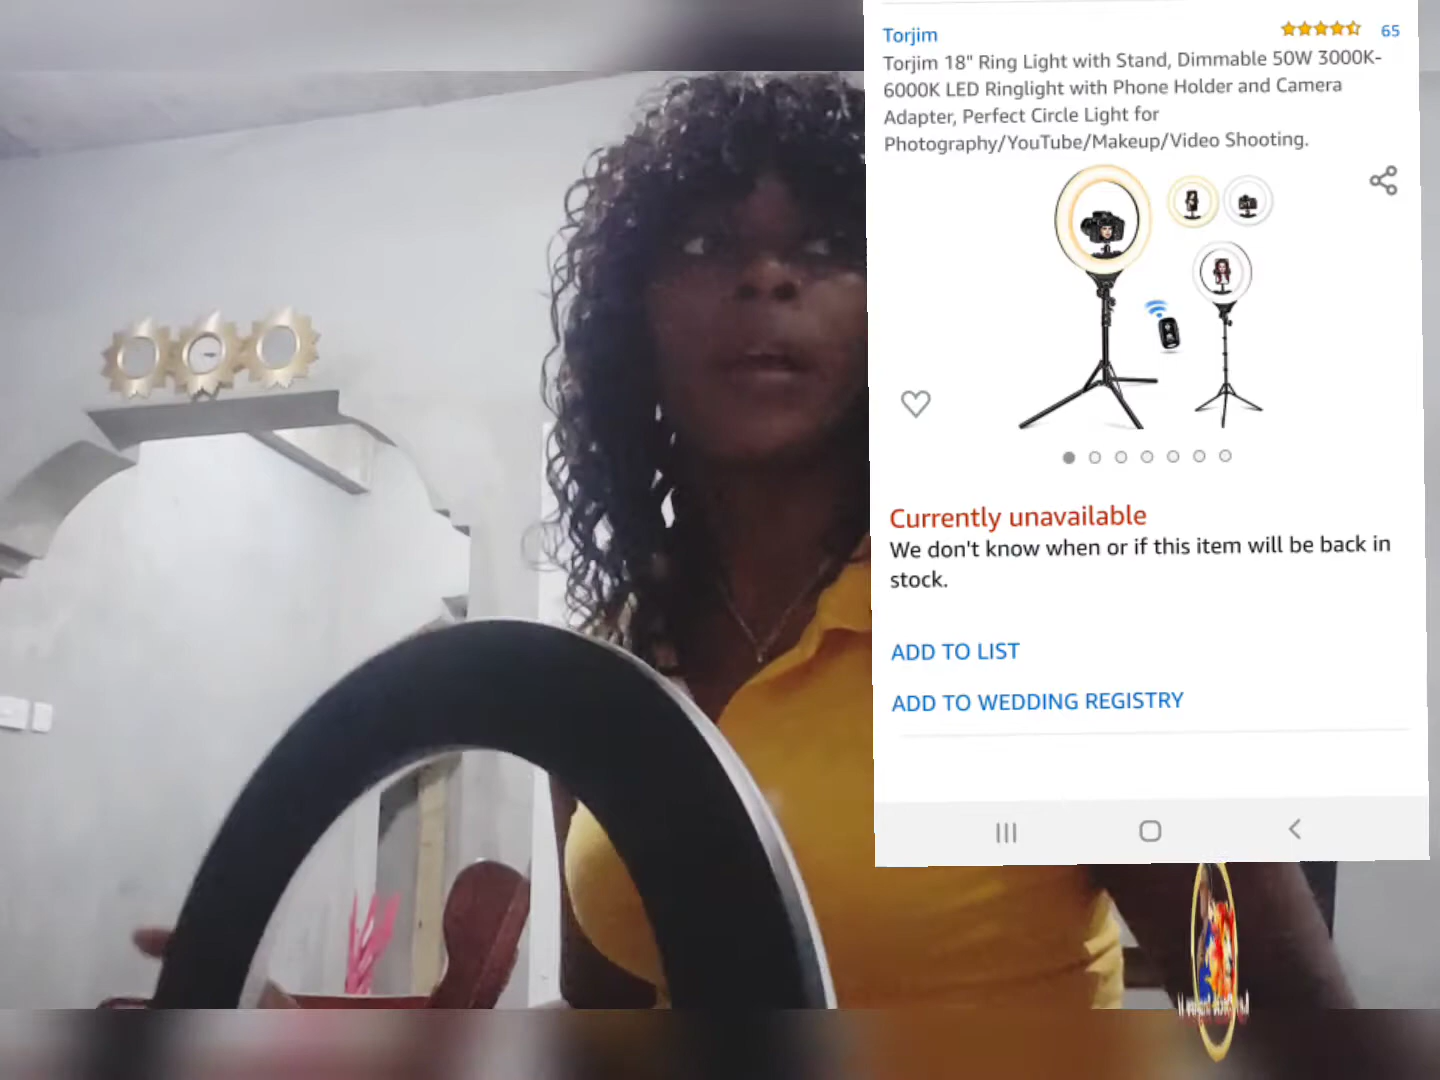 Torjim
65
Torjim 18" Ring Light with Stand, Dimmable 50W 3000K-
6000K LED Ringlight with Phone Holder and Camera
Adapter, Perfect Circle Light for
Photography/YouTube/Makeup/Video Shooting.
Currently unavailable
We don't know when or if this item will be back in
stock.
ADD TO LIST
ADD TO WEDDING REGISTRY